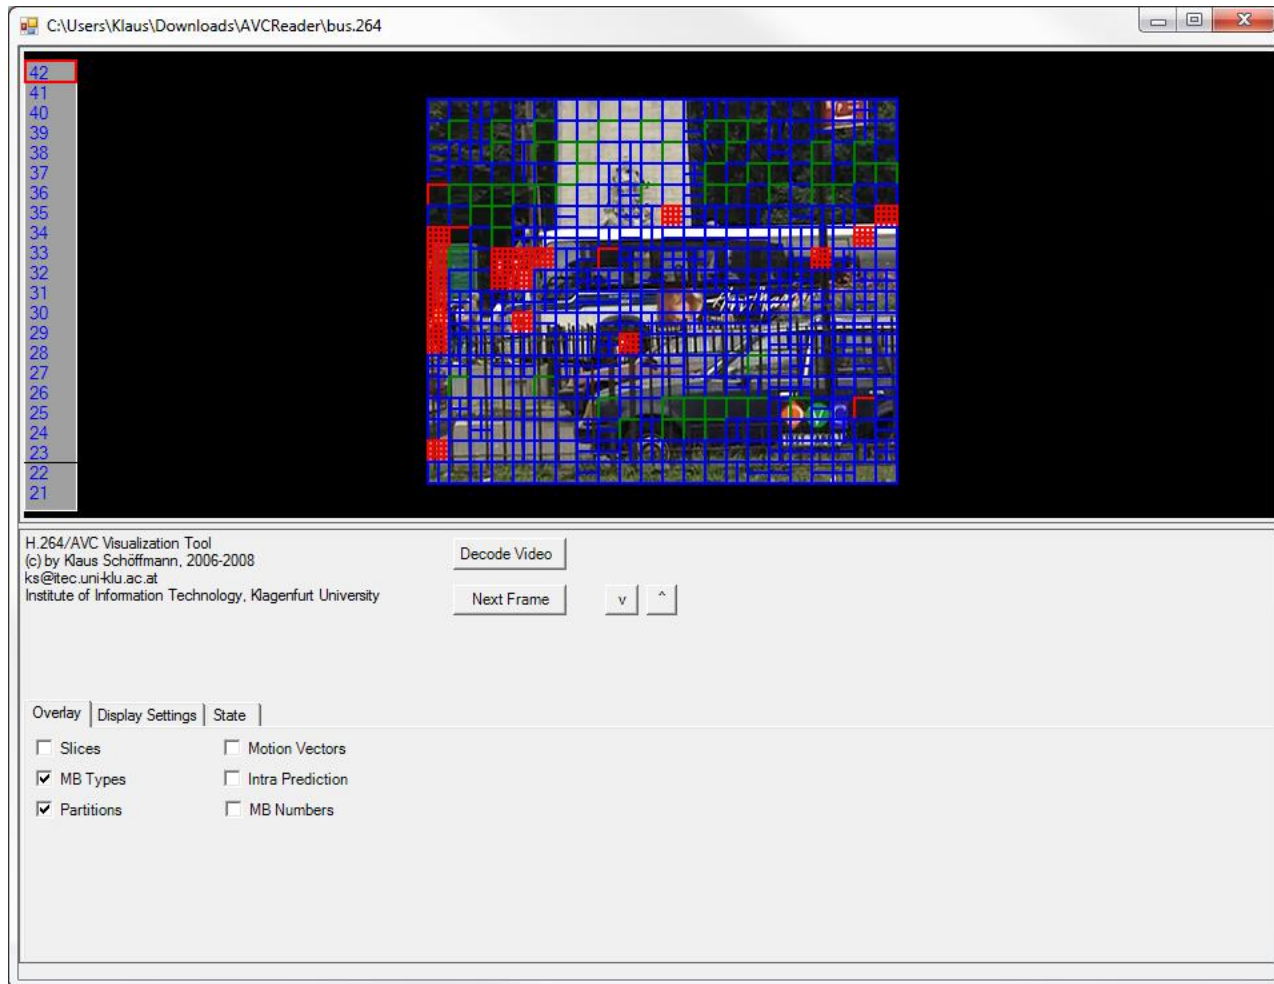 C:\Users\Klaus\Downloads\AVCReader\bus.264
42
41
40
39
38
37
36
35
34
33
32
31
30
29
28
27
26
25
24
23
22
21
H.264/AVC Visualization Tool
(c) by Klaus Schöffmann, 2006-2008
ks@itec.uni-klu.ac.at
Institute of Information Technology, Klagenfurt University
Decode Video
Next Frame
v
^
Overlay
Display Settings
State
Slices
Motion Vectors
MB Types
Intra Prediction
Partitions
MB Numbers